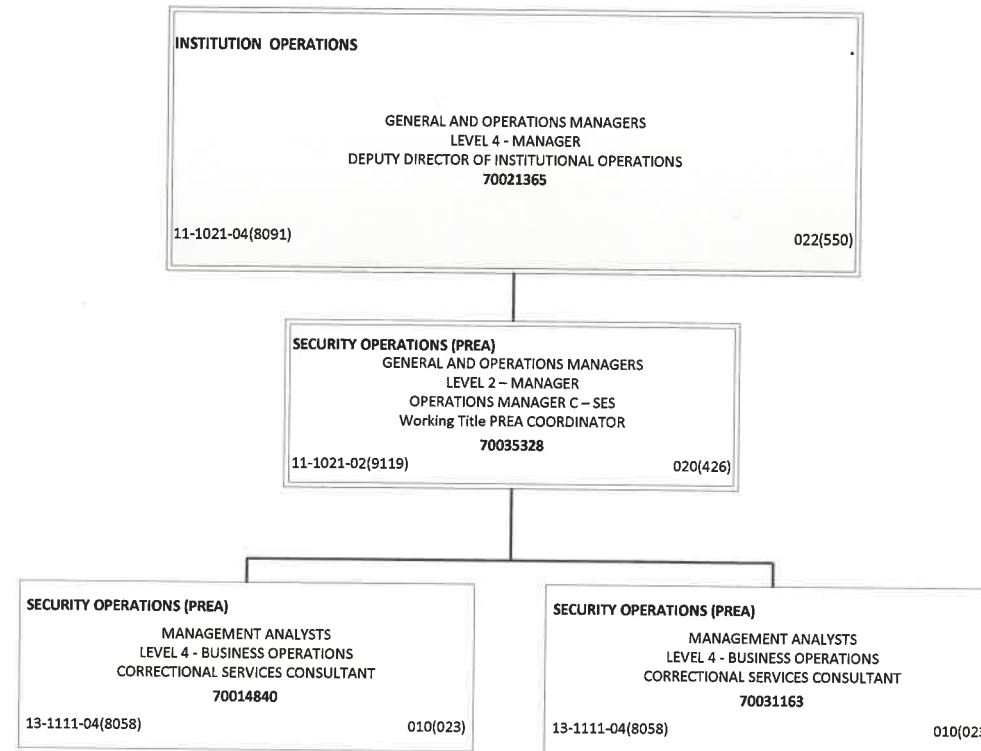 INSTITUTION OPERATIONS
GENERAL AND OPERATIONS MANAGERS
LEVEL 4 - MANAGER
DEPUTY DIRECTOR OF INSTITUTIONAL OPERATIONS
70021365
11-1021-04(8091)
022(550)
SECURITY OPERATIONS (PREA)
GENERAL AND OPERATIONS MANAGERS
LEVEL 2 – MANAGER
OPERATIONS MANAGER C – SES
Working Title PREA COORDINATOR
70035328
11-1021-02(9119)
020(426)
SECURITY OPERATIONS (PREA)
MANAGEMENT ANALYSTS
LEVEL 4 - BUSINESS OPERATIONS
CORRECTIONAL SERVICES CONSULTANT
70014840
13-1111-04(8058)
010(023)
SECURITY OPERATIONS (PREA)
MANAGEMENT ANALYSTS
LEVEL 4 - BUSINESS OPERATIONS
CORRECTIONAL SERVICES CONSULTANT
70031163
13-1111-04(8058)
010(023